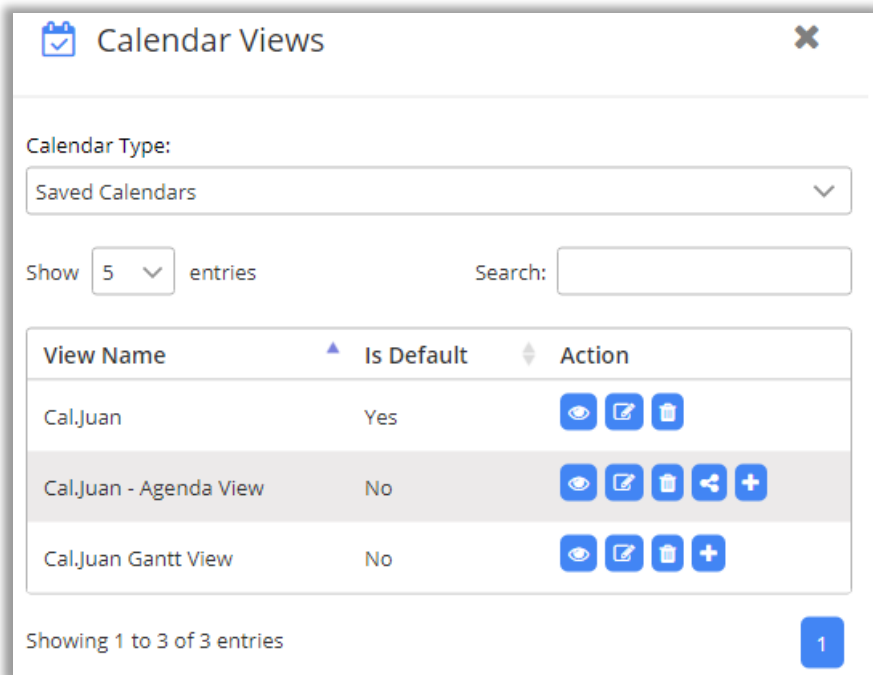 Calendar Views
Calendar Type:
Saved Calendars
Show 5 entries Search:
View Name Is Default Action
Cal.Juan Yes
Cal.Juan - Agenda View No
Cal.Juan Gantt View No
Showing 1 to 3 of 3 entries 1